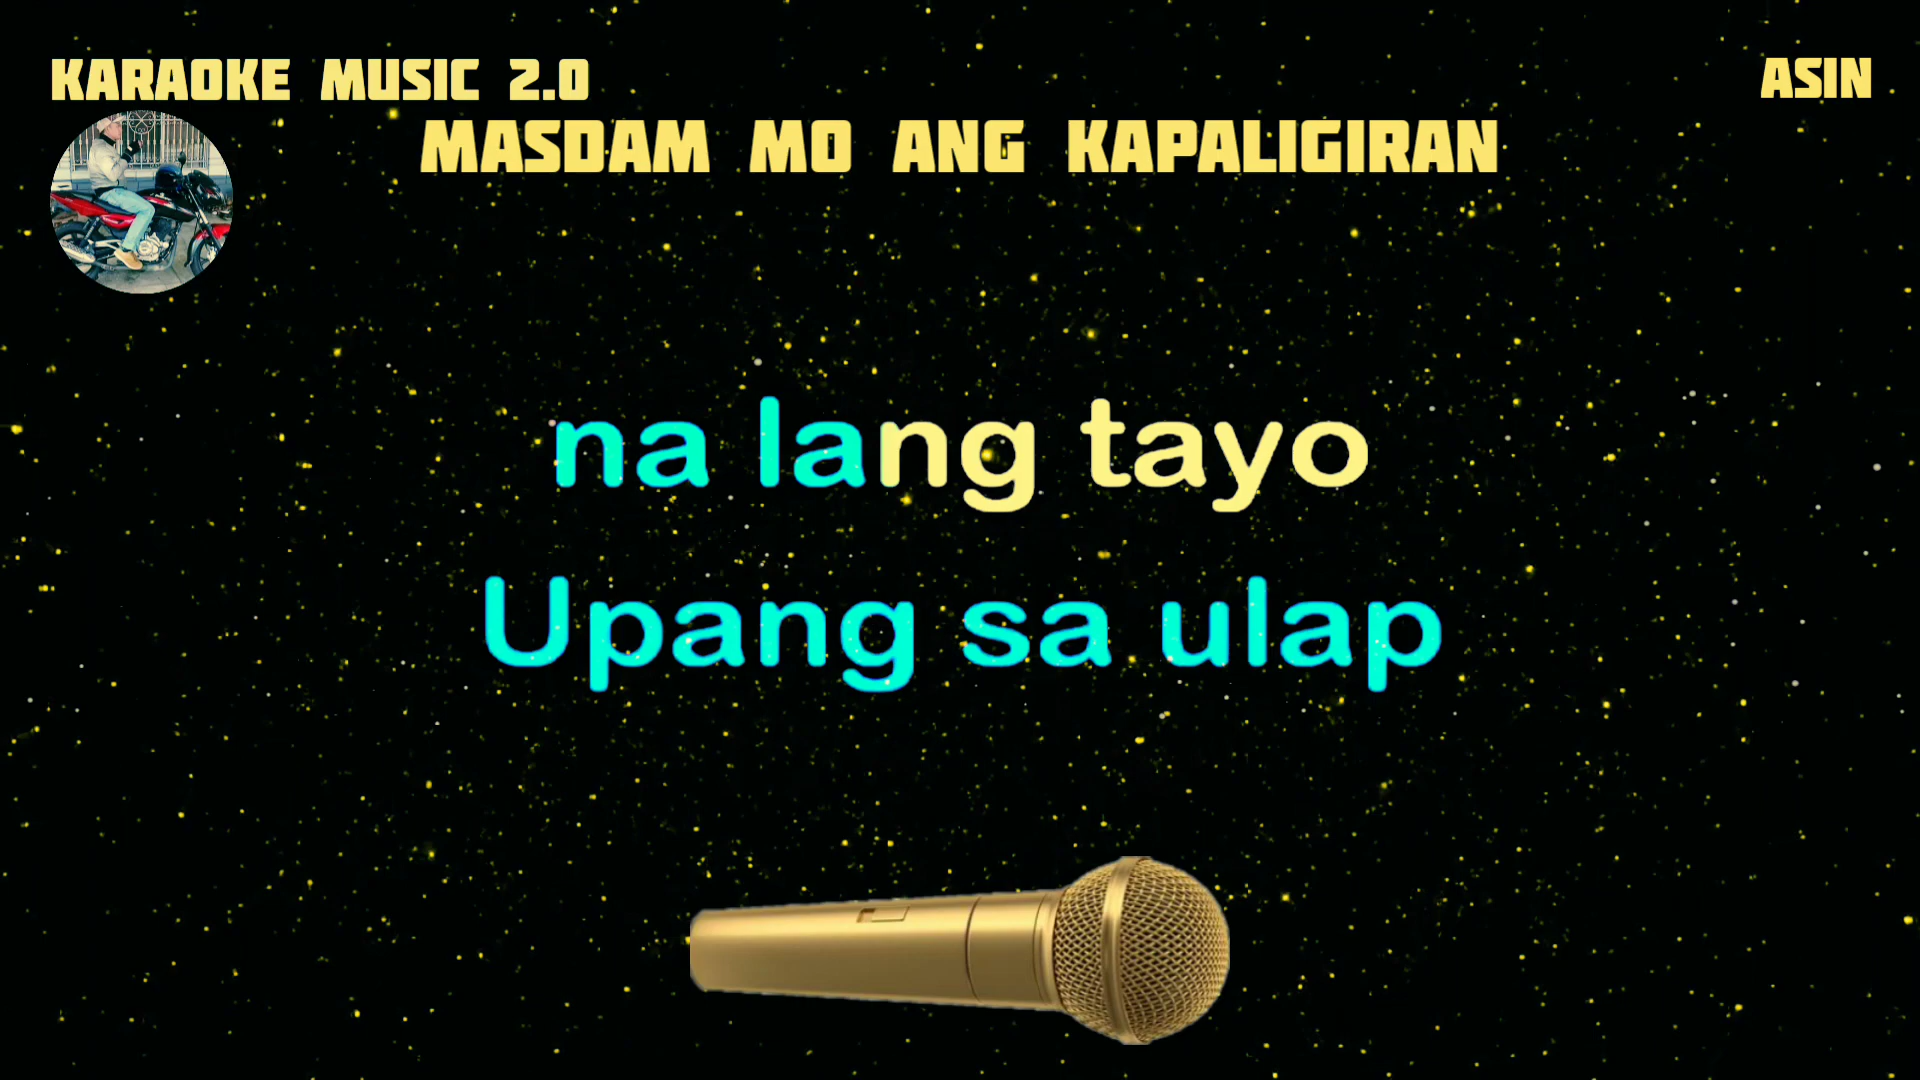 KARAOKE MUSIC 2.0
ASIN
MASDAM MO ANG KAPALIGIRAN
na lang tayo
Upang sa ulap